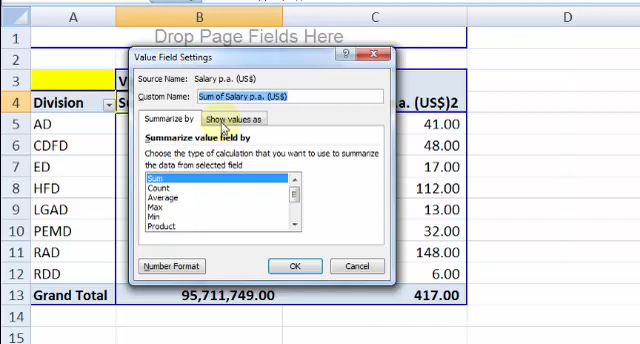 A B C D
1 Drop Page Fields Here
2
3 V
4 Division S .a. (US$)2
5 AD 41.00
6 CDFD 48.00
7 ED 17.00
8 HFD 112.00
9 LGAD 13.00
10 PEMD 32.00
11 RAD 148.00
12 RDD 6.00
13 Grand Total 95,711,749.00 417.00
14
15
Value Field Settings
Source Name: Salary p.a. (US$)
Custom Name: Sum of Salary p.a. (US$)
Summarize by Show values as
Summarize value field by
Choose the type of calculation that you want to use to summarize
the data from selected field
Sum
Count
Average
Max
Min
Product
Number Format OK Cancel